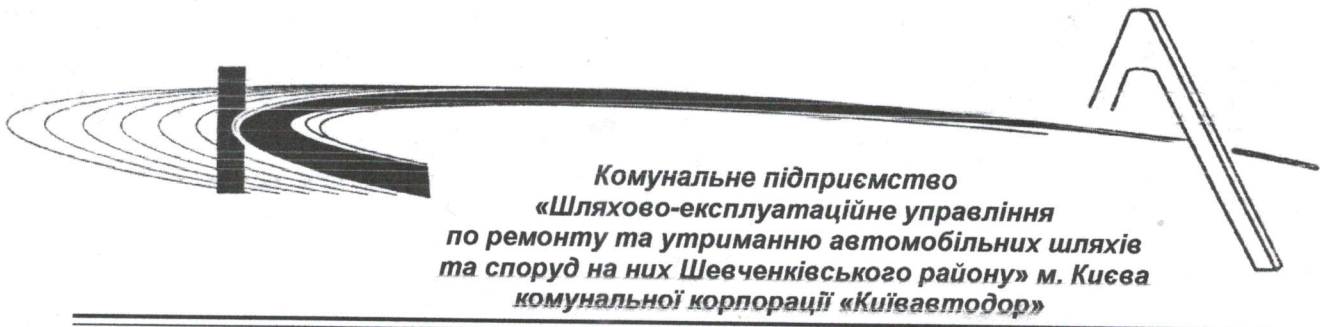 Комунальне підприємство
«Шляхово-експлуатаційне управління
по ремонту та утриманню автомобільних шляхів
та споруд на них Шевченківського району» м. Києва
комунальної корпорації «Київавтодор»